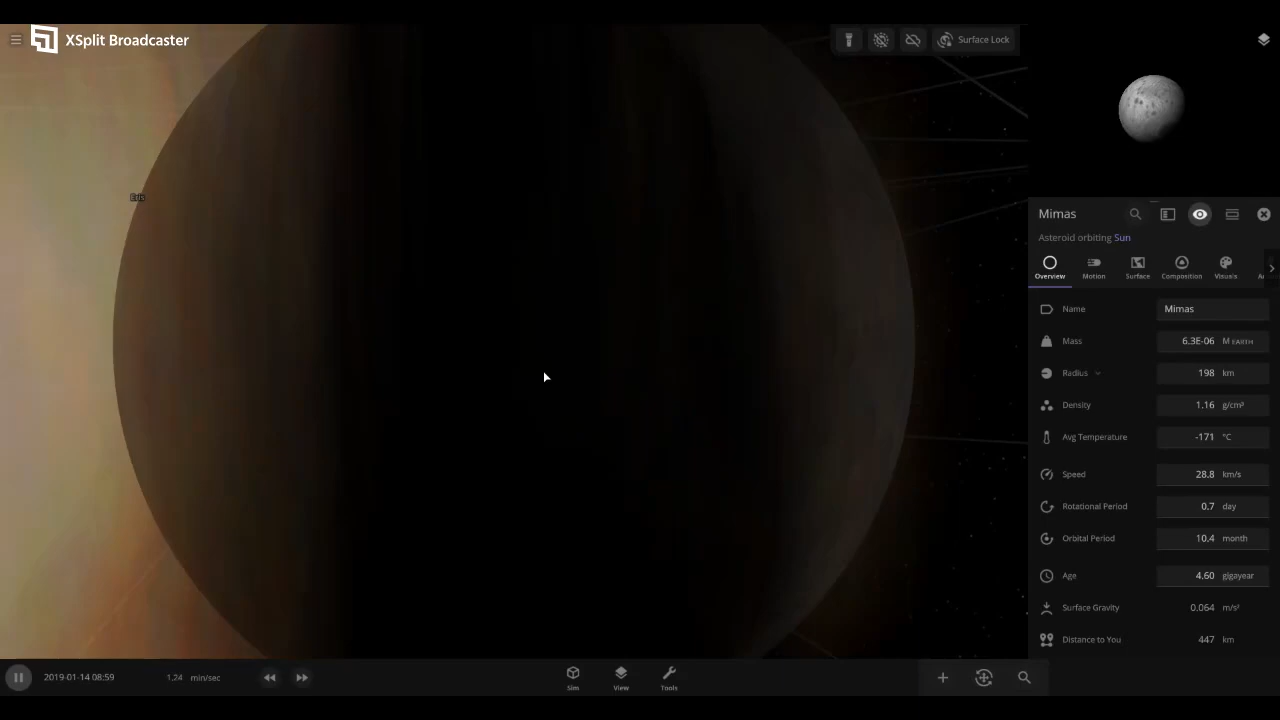 XSplit Broadcaster
Surface Lock
Eris
Mimas
Asteroid orbiting Sun
Overview Motion Surface Composition Visuals
Name Mimas
Mass 6.3E-06 M EARTH
Radius 198 km
Density 1.16 g/cm³
Avg Temperature -171 °C
Speed 28.8 km/s
Rotational Period 0.7 day
Orbital Period 10.4 month
Age 4.60 gigayear
Surface Gravity 0.064 m/s²
Distance to You 447 km
2019-01-14 08:59 1.24 min/sec
Sim View Tools